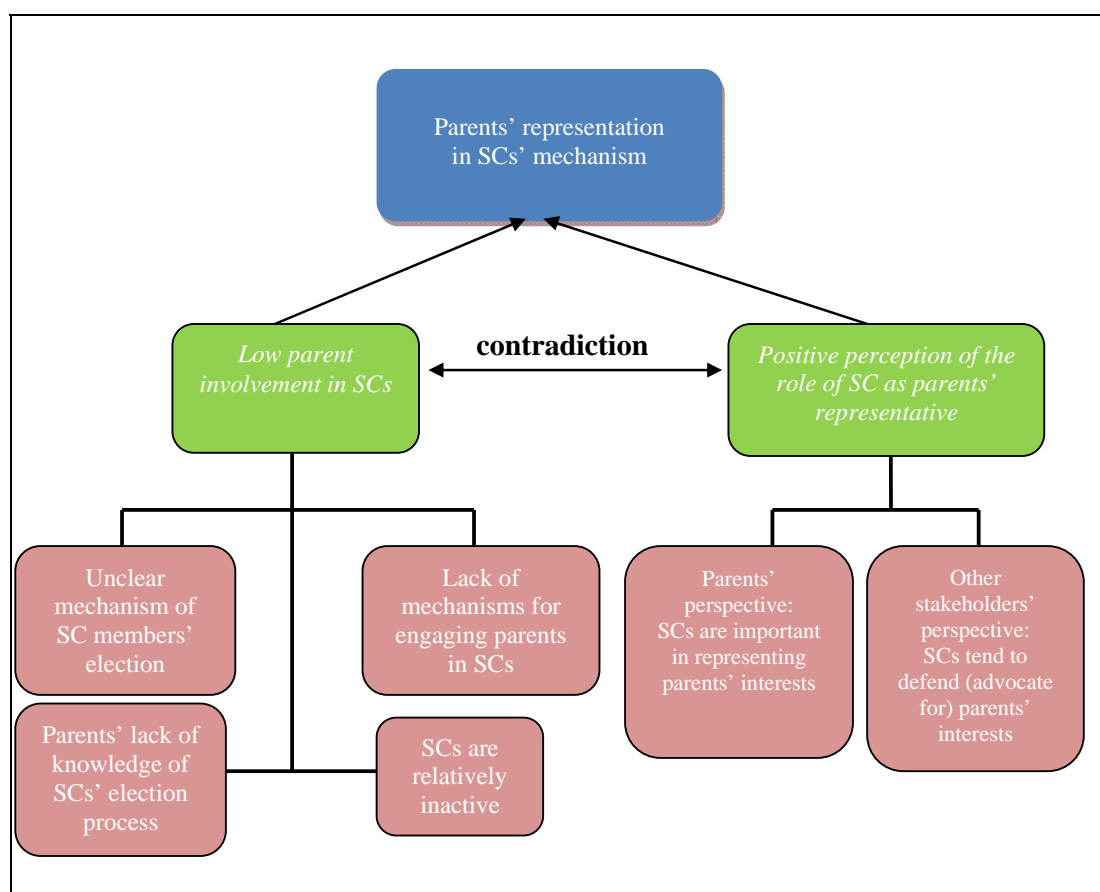 Parents’ representation
in SCs’ mechanism
Low parent
involvement in SCs
contradiction
Positive perception of the
role of SC as parents’
representative
Unclear
mechanism of
SC members’
election
Lack of
mechanisms for
engaging parents
in SCs
Parents’
perspective:
SCs are important
in representing
parents’ interests
Other
stakeholders’
perspective:
SCs tend to
defend (advocate
for) parents’
interests
Parents’ lack of
knowledge of
SCs’ election
process
SCs are
relatively
inactive